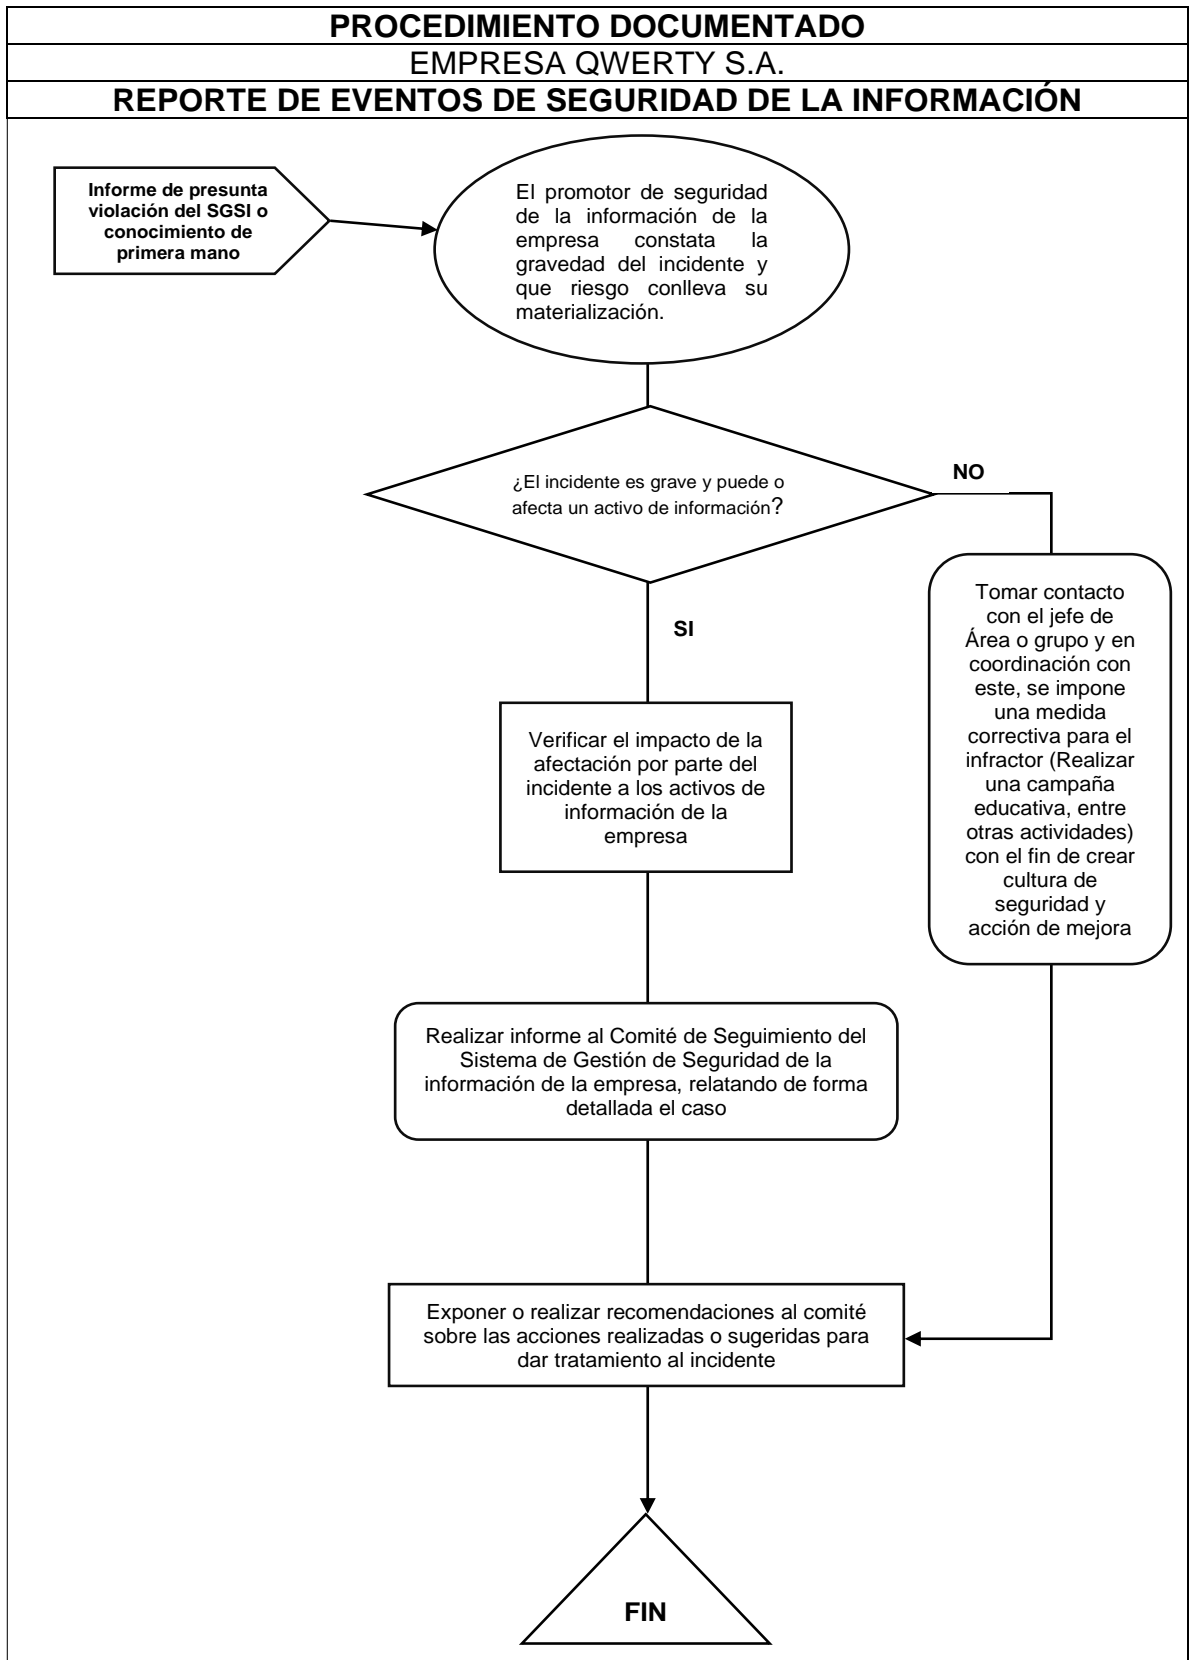 PROCEDIMIENTO DOCUMENTADO
EMPRESA QWERTY S.A.
REPORTE DE EVENTOS DE SEGURIDAD DE LA INFORMACIÓN
Informe de presunta
violación del SGSI o
conocimiento de
primera mano
El promotor de seguridad
de la información de la
empresa constata la
gravedad del incidente y
que riesgo conlleva su
materialización.
¿El incidente es grave y puede o
afecta un activo de información?
NO
SI
Tomar contacto
con el jefe de
Área o grupo y en
coordinación con
este, se impone
una medida
correctiva para el
infractor (Realizar
una campaña
educativa, entre
otras actividades)
con el fin de crear
cultura de
seguridad y
acción de mejora
Verificar el impacto de la
afectación por parte del
incidente a los activos de
información de la
empresa
Realizar informe al Comité de Seguimiento del
Sistema de Gestión de Seguridad de la
información de la empresa, relatando de forma
detallada el caso
Exponer o realizar recomendaciones al comité
sobre las acciones realizadas o sugeridas para
dar tratamiento al incidente
FIN